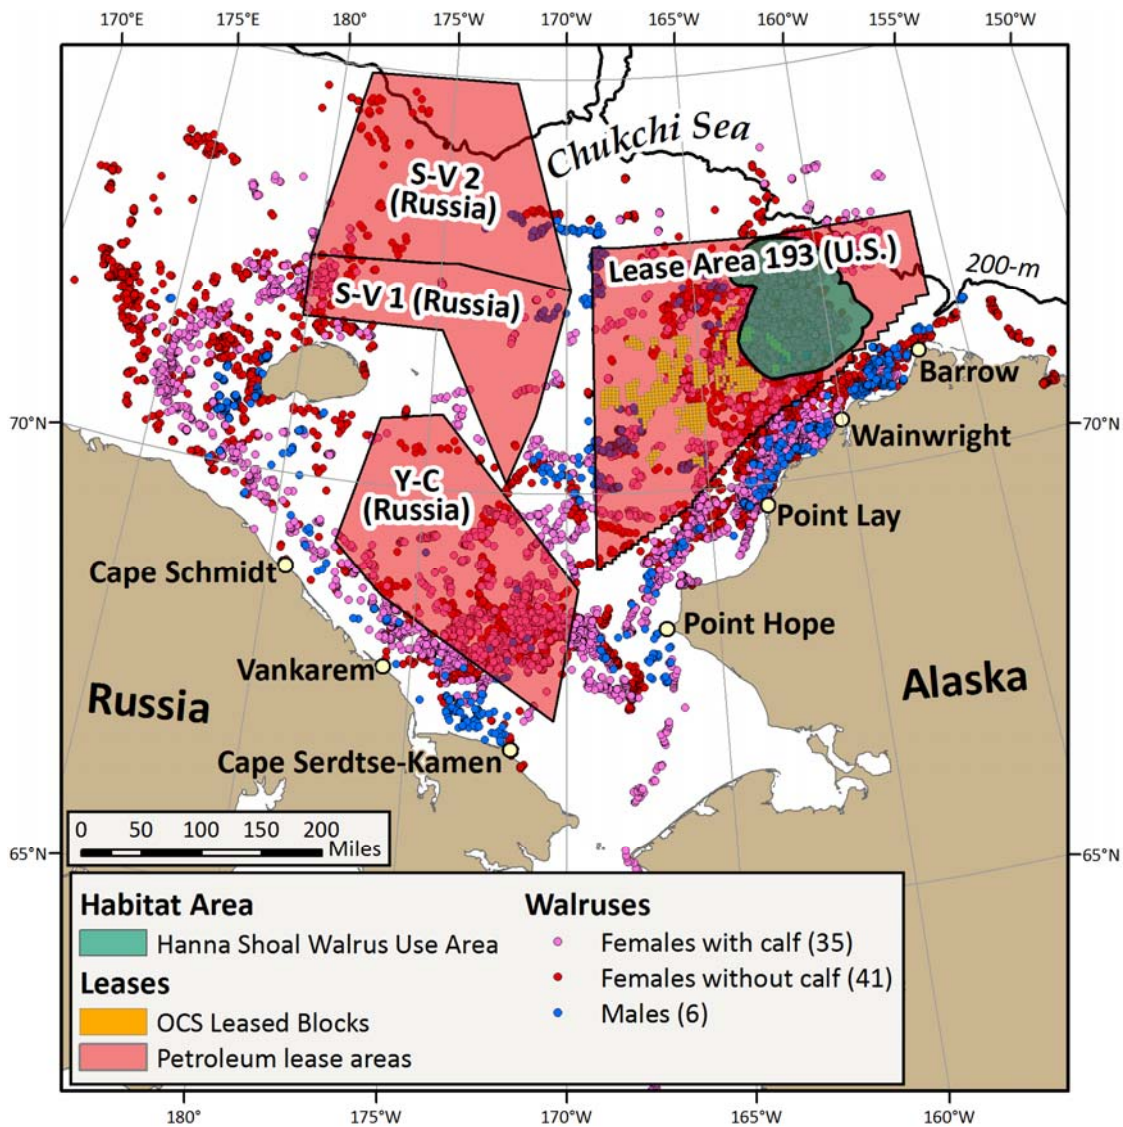 170°E 175°E 180° 175°W 170°W 165°W 160°W 155°W 150°W
Chukchi Sea
S-V 2
(Russia)
Lease Area 193 (U.S.)
200-m
S-V 1 (Russia)
Barrow
70°N
70°N
Wainwright
Y-C
(Russia)
Point Lay
Cape Schmidt
Point Hope
Vankarem
Russia
Alaska
Cape Serdtse-Kamen
0 50 100 150 200
Miles
65°N
65°N
Habitat Area
Hanna Shoal Walrus Use Area
Leases
OCS Leased Blocks
Petroleum lease areas
Walruses
Females with calf (35)
Females without calf (41)
Males (6)
180° 175°W 170°W 165°W 160°W